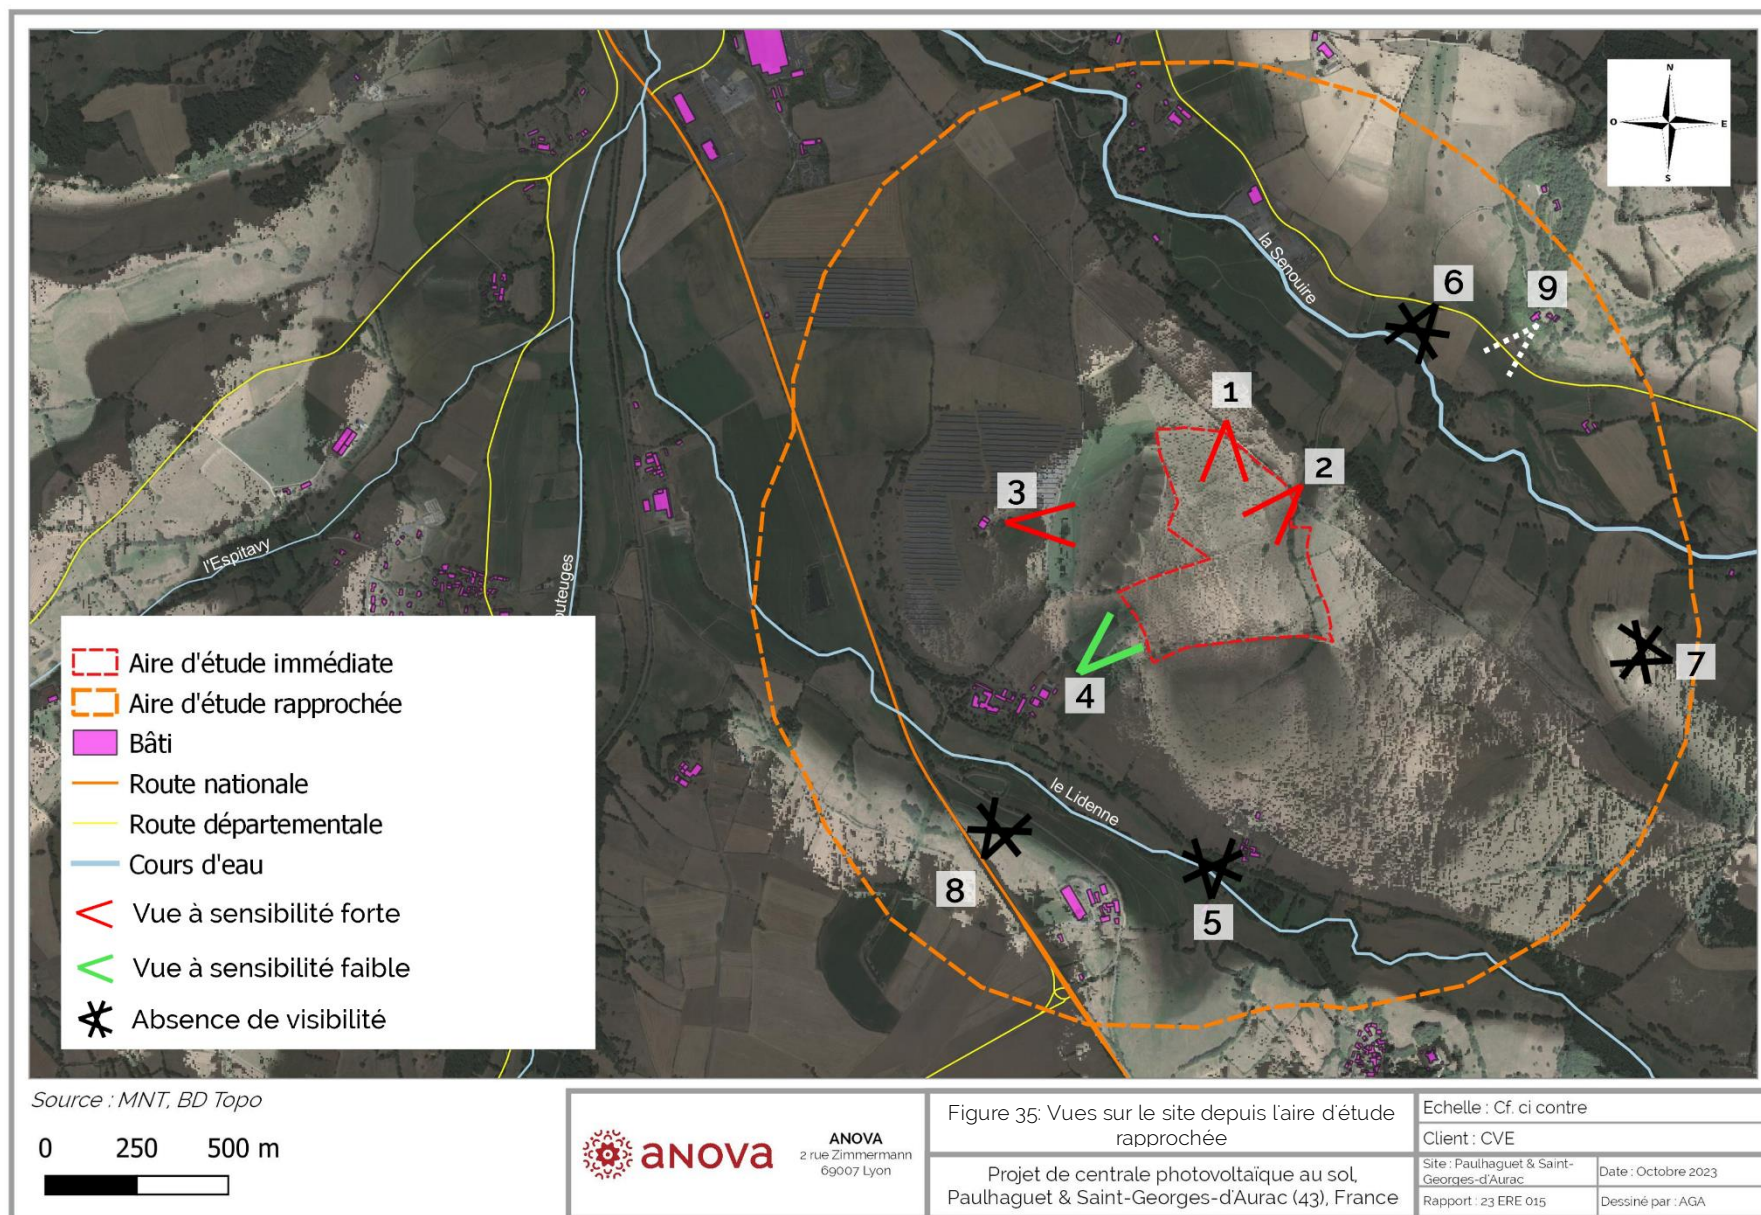 N
O
E
S
la Senouire
6
9
1
2
3
l'Espitavy
outeuges
4
7
le Lidenne
8
5
Aire d'étude immédiate
Aire d'étude rapprochée
Bâti
Route nationale
Route départementale
Cours d'eau
Vue à sensibilité forte
Vue à sensibilité faible
Absence de visibilité
Source : MNT, BD Topo
0 250 500 m
anova
ANOVA
2 rue Zimmermann
69007 Lyon
Figure 35: Vues sur le site depuis l'aire d'étude
rapprochée
Projet de centrale photovoltaïque au sol,
Paulhaguet & Saint-Georges-d'Aurac (43), France
Echelle : Cf. ci contre
Client : CVE
Site : Paulhaguet & Saint-
Georges-d'Aurac
Date : Octobre 2023
Rapport : 23 ERE 015
Dessiné par : AGA